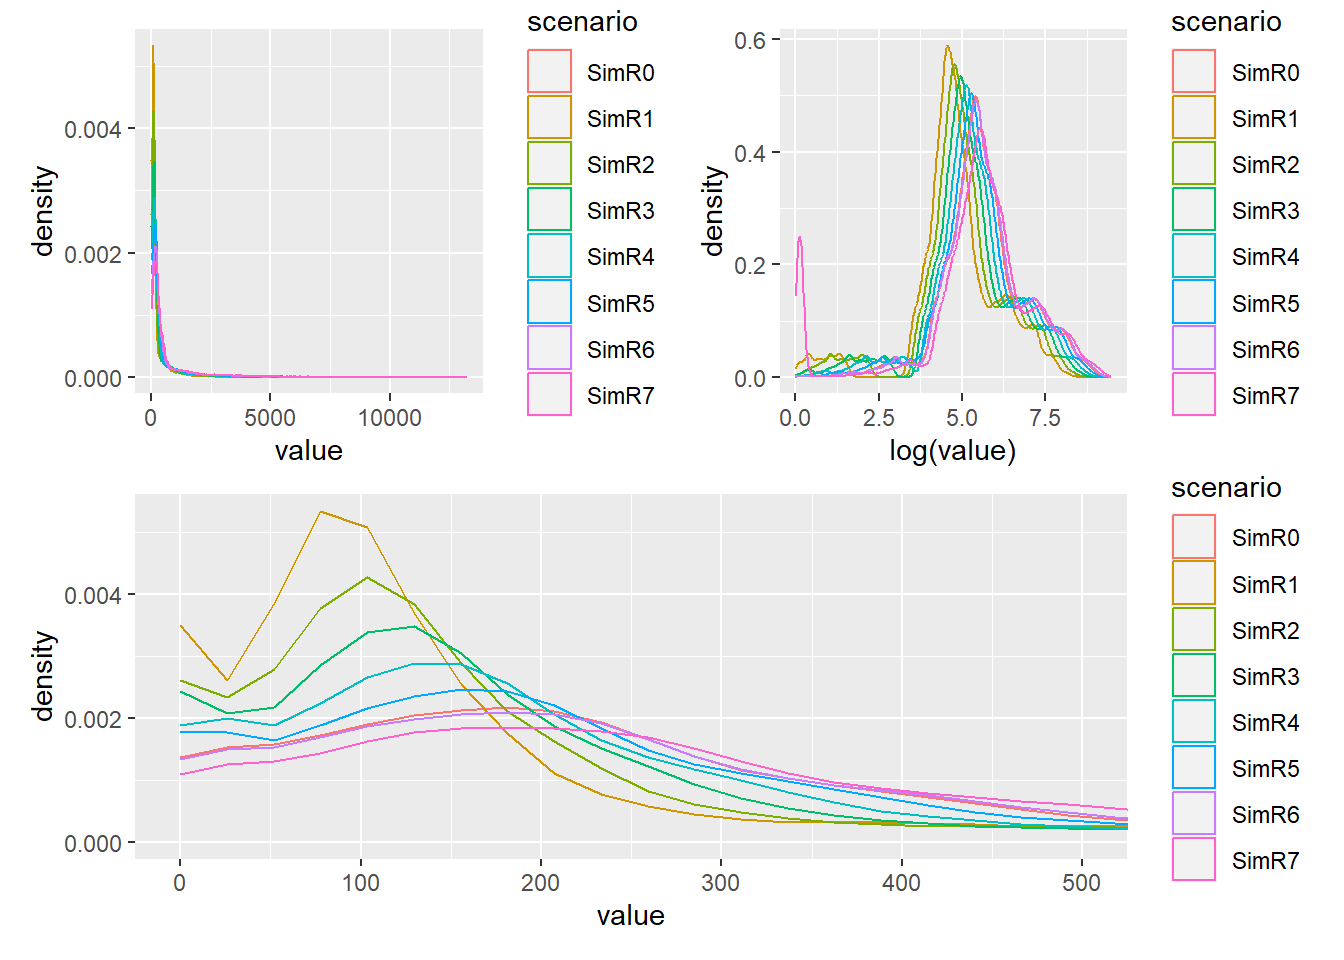 scenario
SimR0
SimR1
SimR2
SimR3
SimR4
SimR5
SimR6
SimR7
density
0.004
0.002
0.000
0
5000
10000
value
scenario
SimR0
SimR1
SimR2
SimR3
SimR4
SimR5
SimR6
SimR7
density
0.6
0.4
0.2
0.0
0.0
2.5
5.0
7.5
log(value)
scenario
SimR0
SimR1
SimR2
SimR3
SimR4
SimR5
SimR6
SimR7
density
0.004
0.002
0.000
0
100
200
300
400
500
value